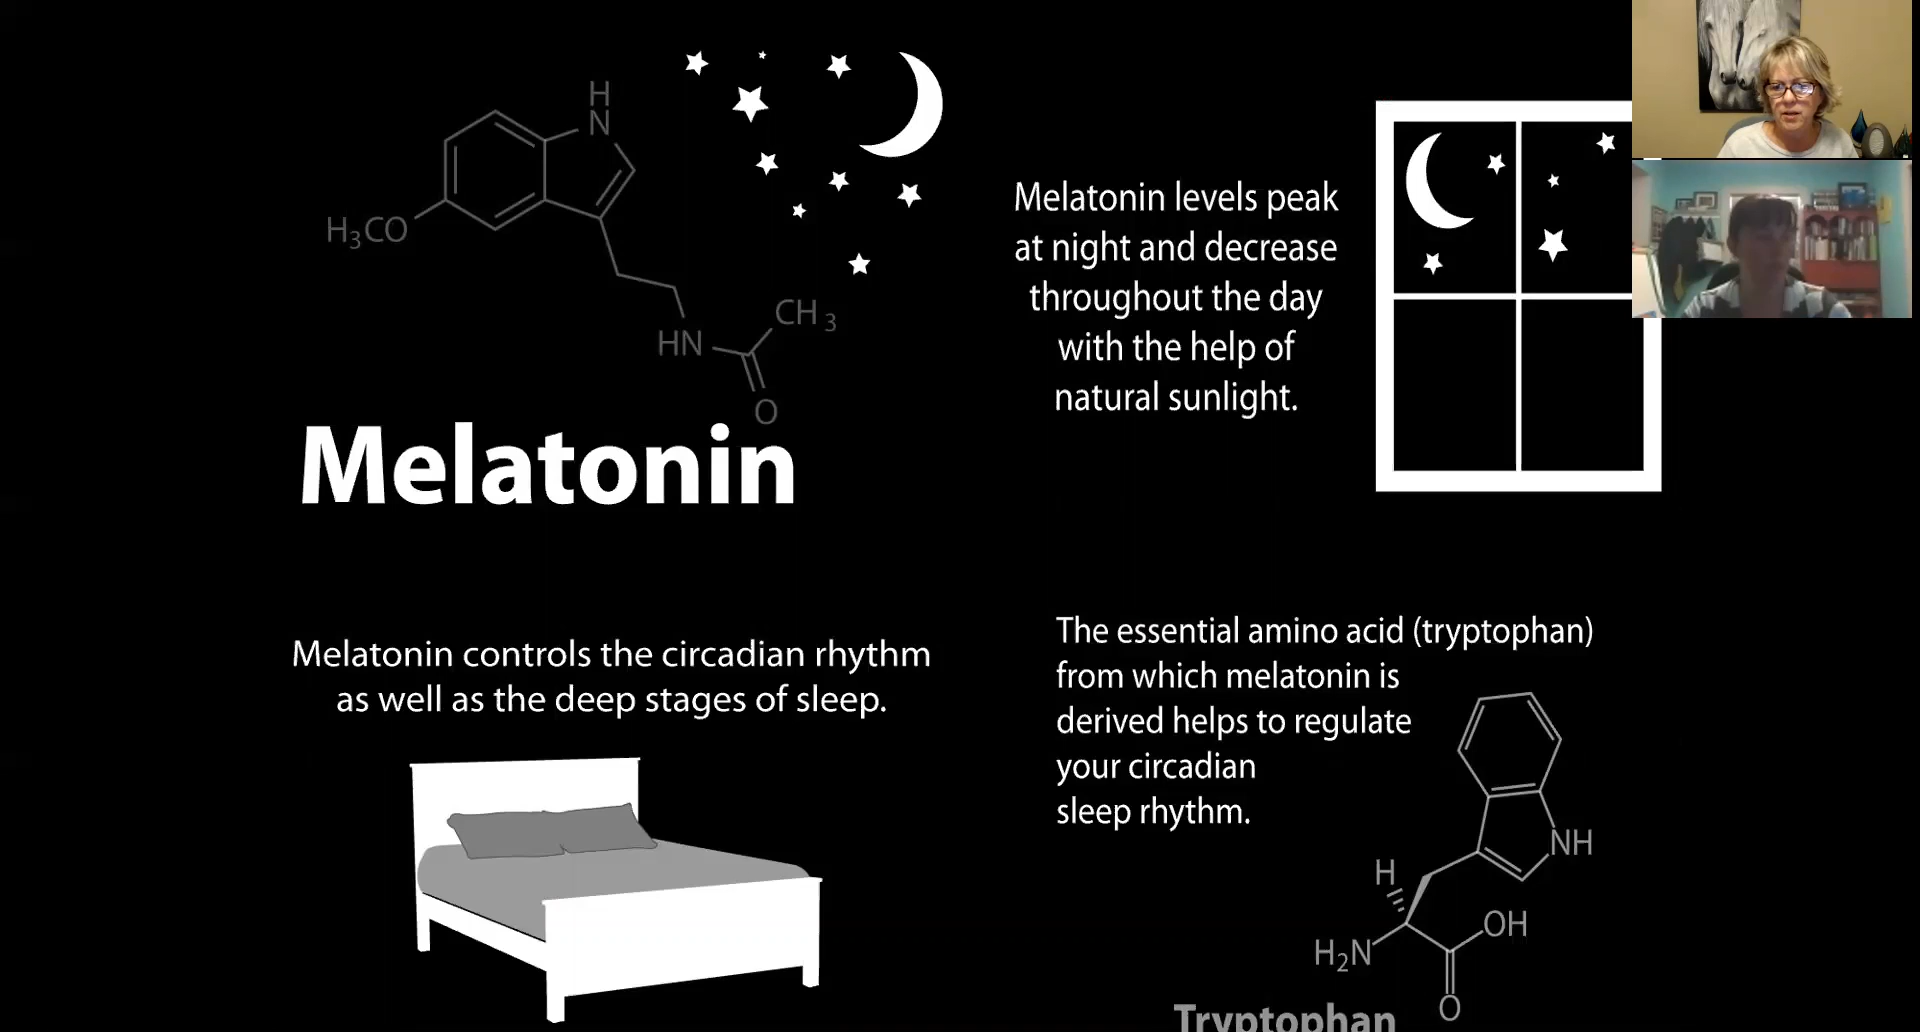 H
N
H3CO
HN
CH3
O
Melatonin
Melatonin levels peak
at night and decrease
throughout the day
with the help of
natural sunlight.
Melatonin controls the circadian rhythm
as well as the deep stages of sleep.
The essential amino acid (tryptophan)
from which melatonin is
derived helps to regulate
your circadian
sleep rhythm.
NH
H
OH
H2N
O
Tryptophan